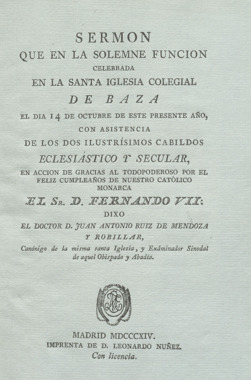 SERMON
QUE EN LA SOLEMNE FUNCION
CELEBRADA
EN LA SANTA IGLESIA COLEGIAL
DE BAZA
EL DIA 14 DE OCTUBRE DE ESTE PRESENTE AÑO,
CON ASISTENCIA
DE LOS DOS ILUSTRÍSIMOS CABILDOS
ECLESIÁSTICO Y SECULAR,
EN ACCION DE GRACIAS AL TODOPODEROSO POR EL
FELIZ CUMPLEAÑOS DE NUESTRO CATÓLICO
MONARCA
EL SR. D. FERNANDO VII:
DIXO
EL DOCTOR D. JUAN ANTONIO RUIZ DE MENDOZA
Y ROBILLAR,
Canónigo de la misma santa Iglesia, y Exâminador Sinodal
de aquel Obispado y Abadía.
MADRID MDCCCXIV.
IMPRENTA DE D. LEONARDO NUÑEZ.
Con licencia.